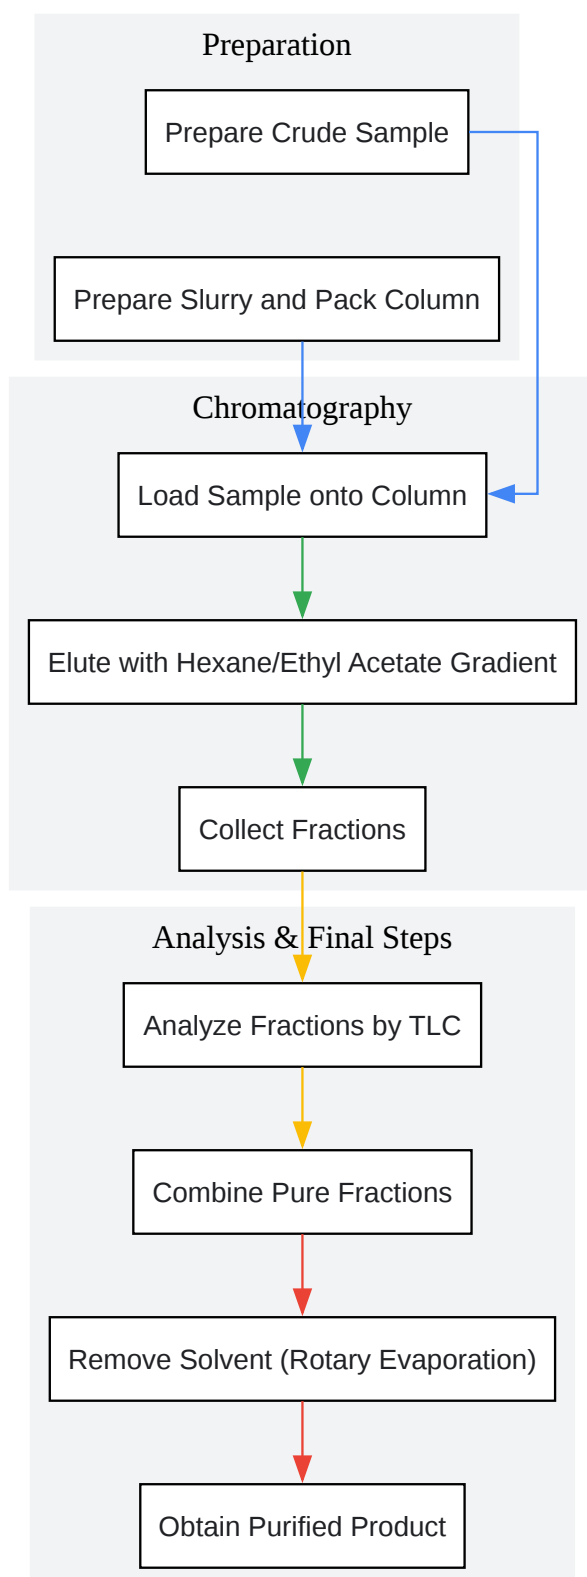 Preparation
Prepare Crude Sample
Prepare Slurry and Pack Column
Chromatography
Load Sample onto Column
Elute with Hexane/Ethyl Acetate Gradient
Collect Fractions
Analysis & Final Steps
Analyze Fractions by TLC
Combine Pure Fractions
Remove Solvent (Rotary Evaporation)
Obtain Purified Product